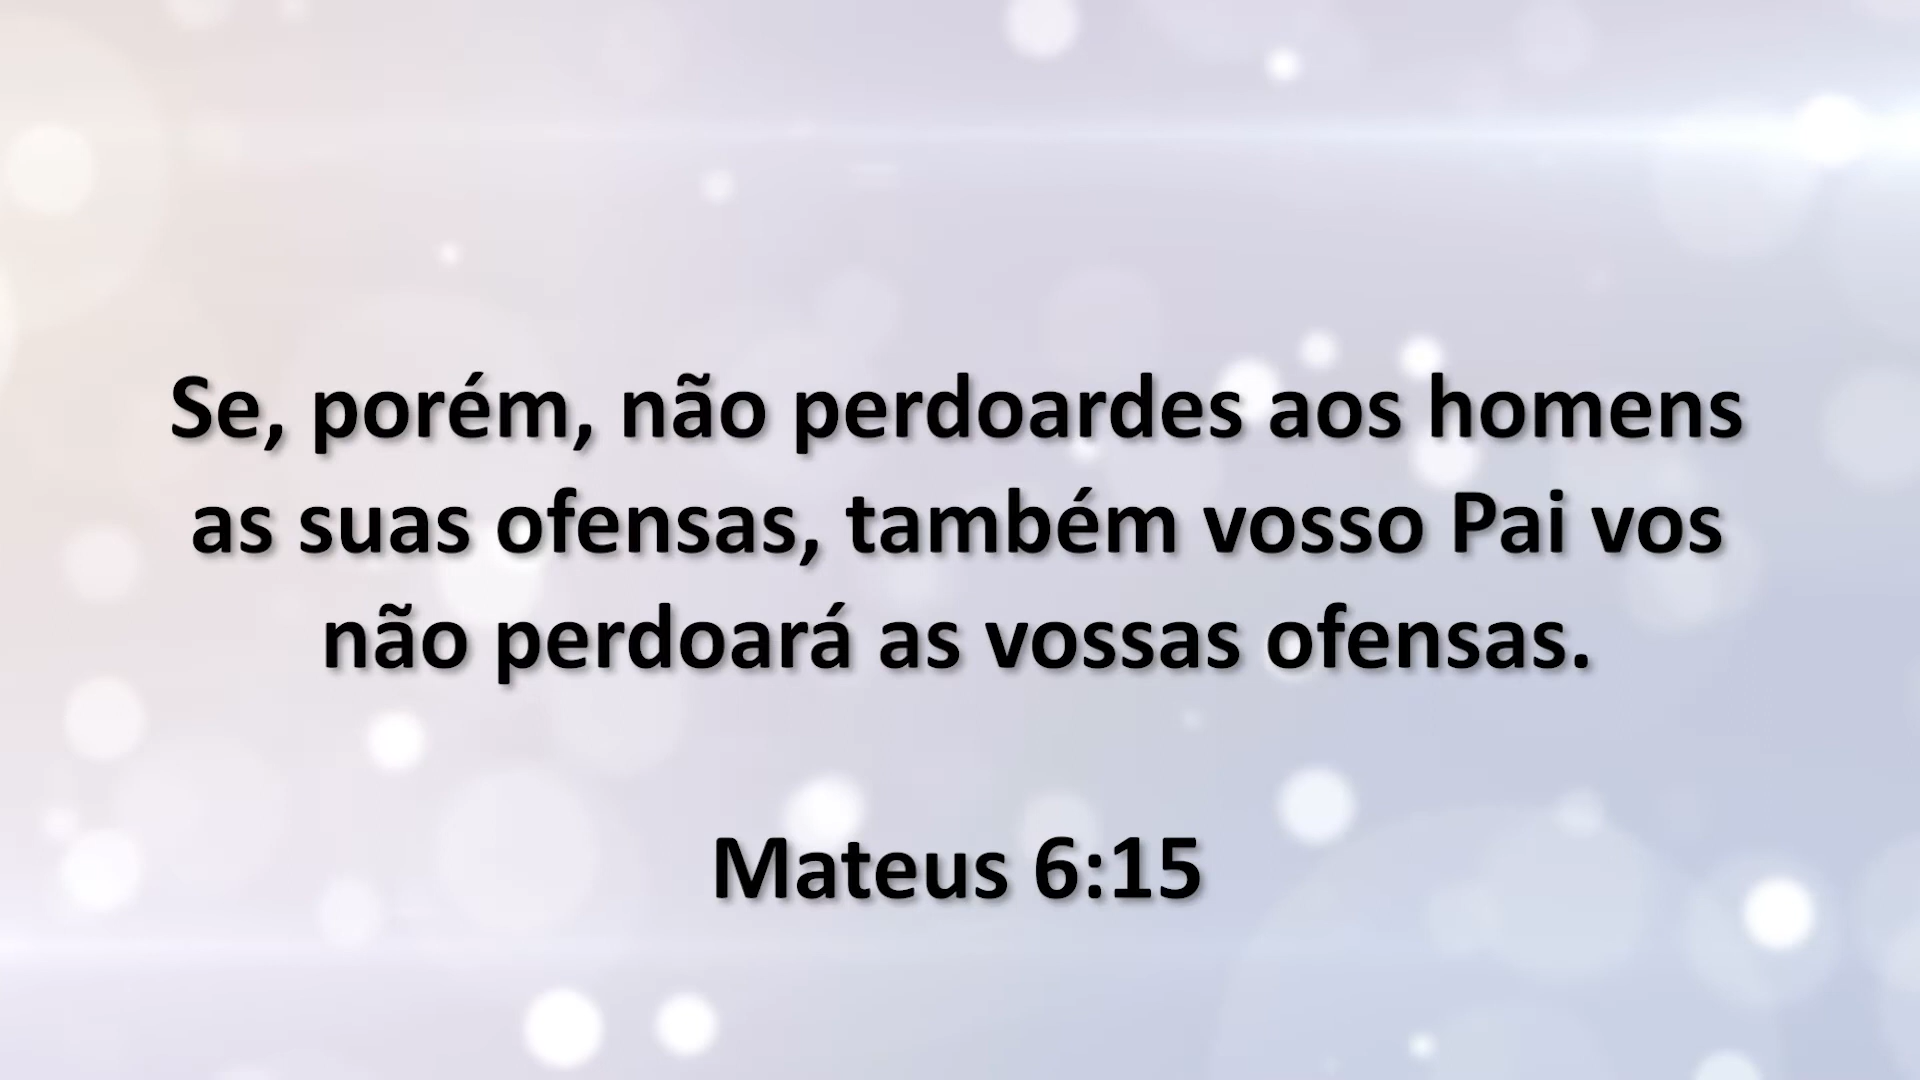 Se, porém, não perdoardes aos homens
as suas ofensas, também vosso Pai vos
não perdoará as vossas ofensas.
Mateus 6:15